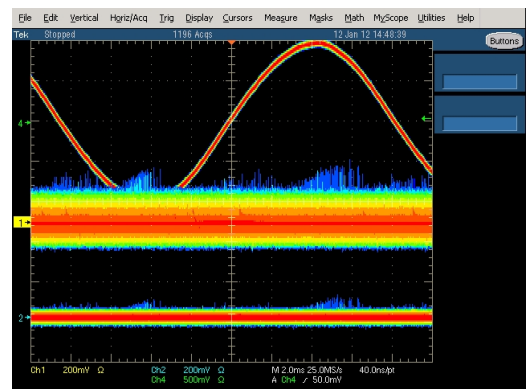 File Edit Vertical Horiz/Acq Trig Display Cursors Measure Masks Math MyScope Utilities Help
Tek Stopped 1196 Acqs 12 Jan 12 14:48:39
Buttons
4
1
2
Ch1 200mV Ω Ch2 200mV Ω M 2.0ms 25.0MS/s 40.0ns/pt
Ch4 500mV Ω A Ch4 / 50.0mV